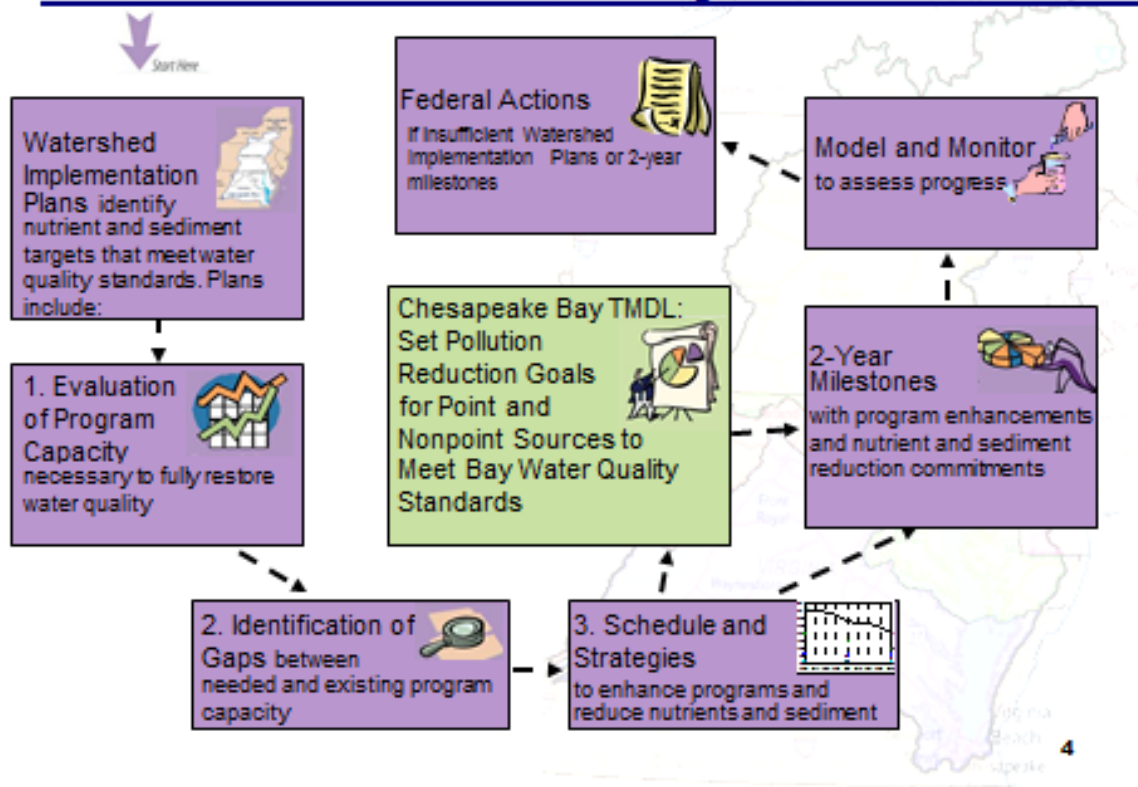 Start Here
Watershed
Implementation
Plans identify
nutrient and sediment
targets that meet water
quality standards. Plans
include:
1. Evaluation
of Program
Capacity
necessary to fully restore
water quality
2. Identification of
Gaps between
needed and existing program
capacity
3. Schedule and
Strategies
to enhance programs and
reduce nutrients and sediment
Chesapeake Bay TMDL:
Set Pollution
Reduction Goals
for Point and
Nonpoint Sources to
Meet Bay Water Quality
Standards
2-Year
Milestones
with program enhancements
and nutrient and sediment
reduction commitments
Model and Monitor
to assess progress
Federal Actions
If Insufficient Watershed
Implementation Plans or 2-year
milestones
Front
Royal
VIRGINIA
Virginia
Beach
4